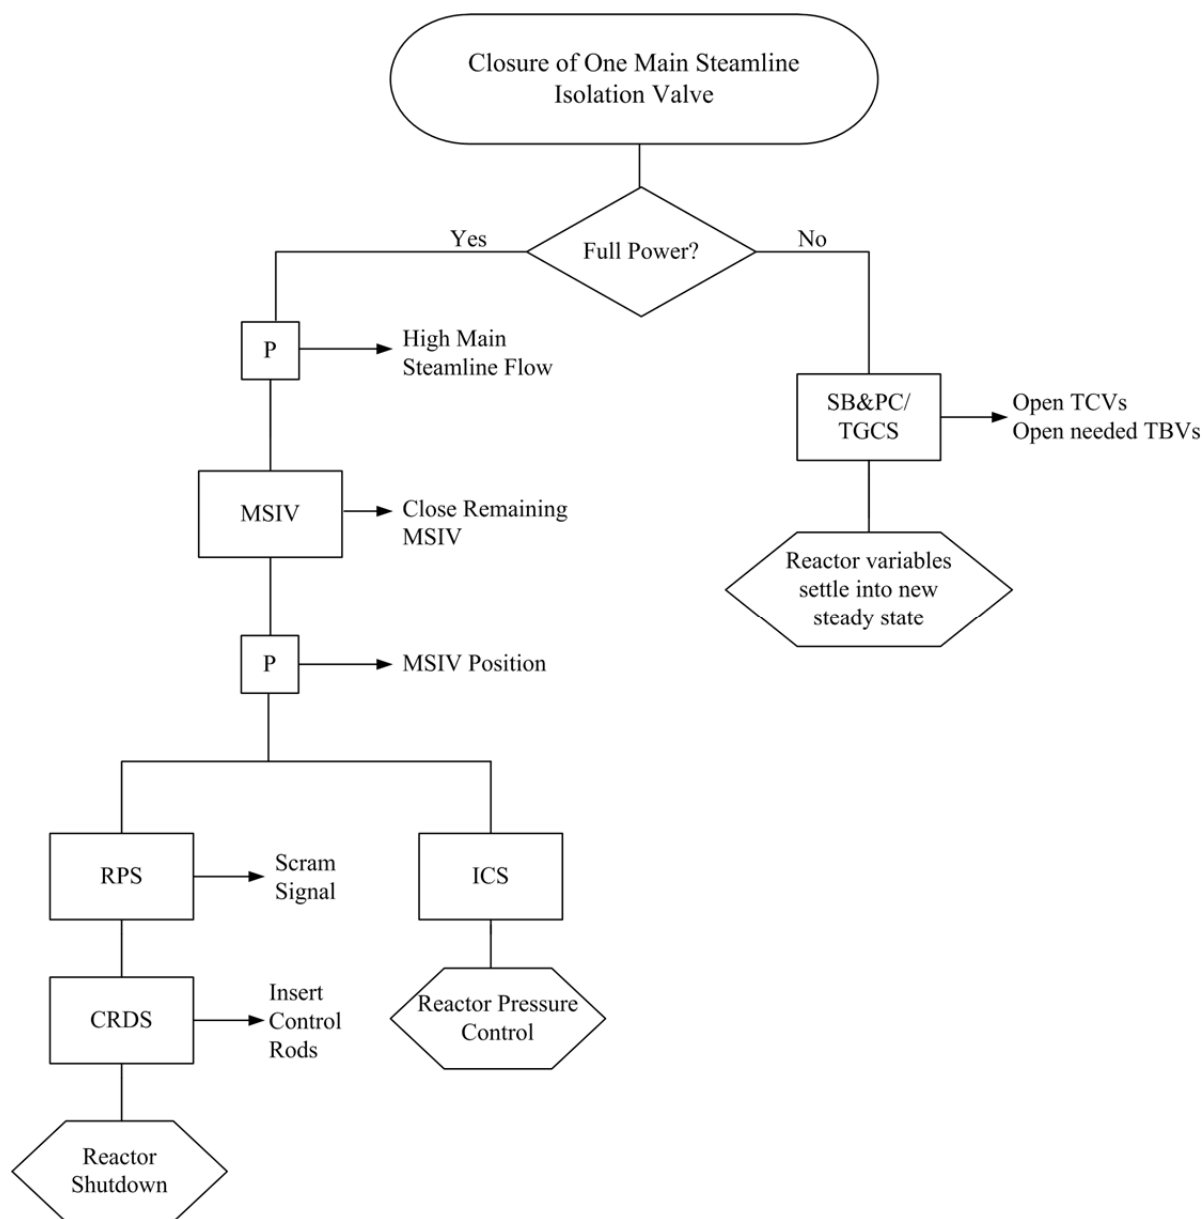 Closure of One Main Steamline
Isolation Valve
Full Power?
Yes
No
P
High Main
Steamline Flow
SB&PC/
TGCS
Open TCVs
Open needed TBVs
MSIV
Close Remaining
MSIV
Reactor variables
settle into new
steady state
P
MSIV Position
RPS
Scram
Signal
ICS
CRDS
Insert
Control
Rods
Reactor Pressure
Control
Reactor
Shutdown